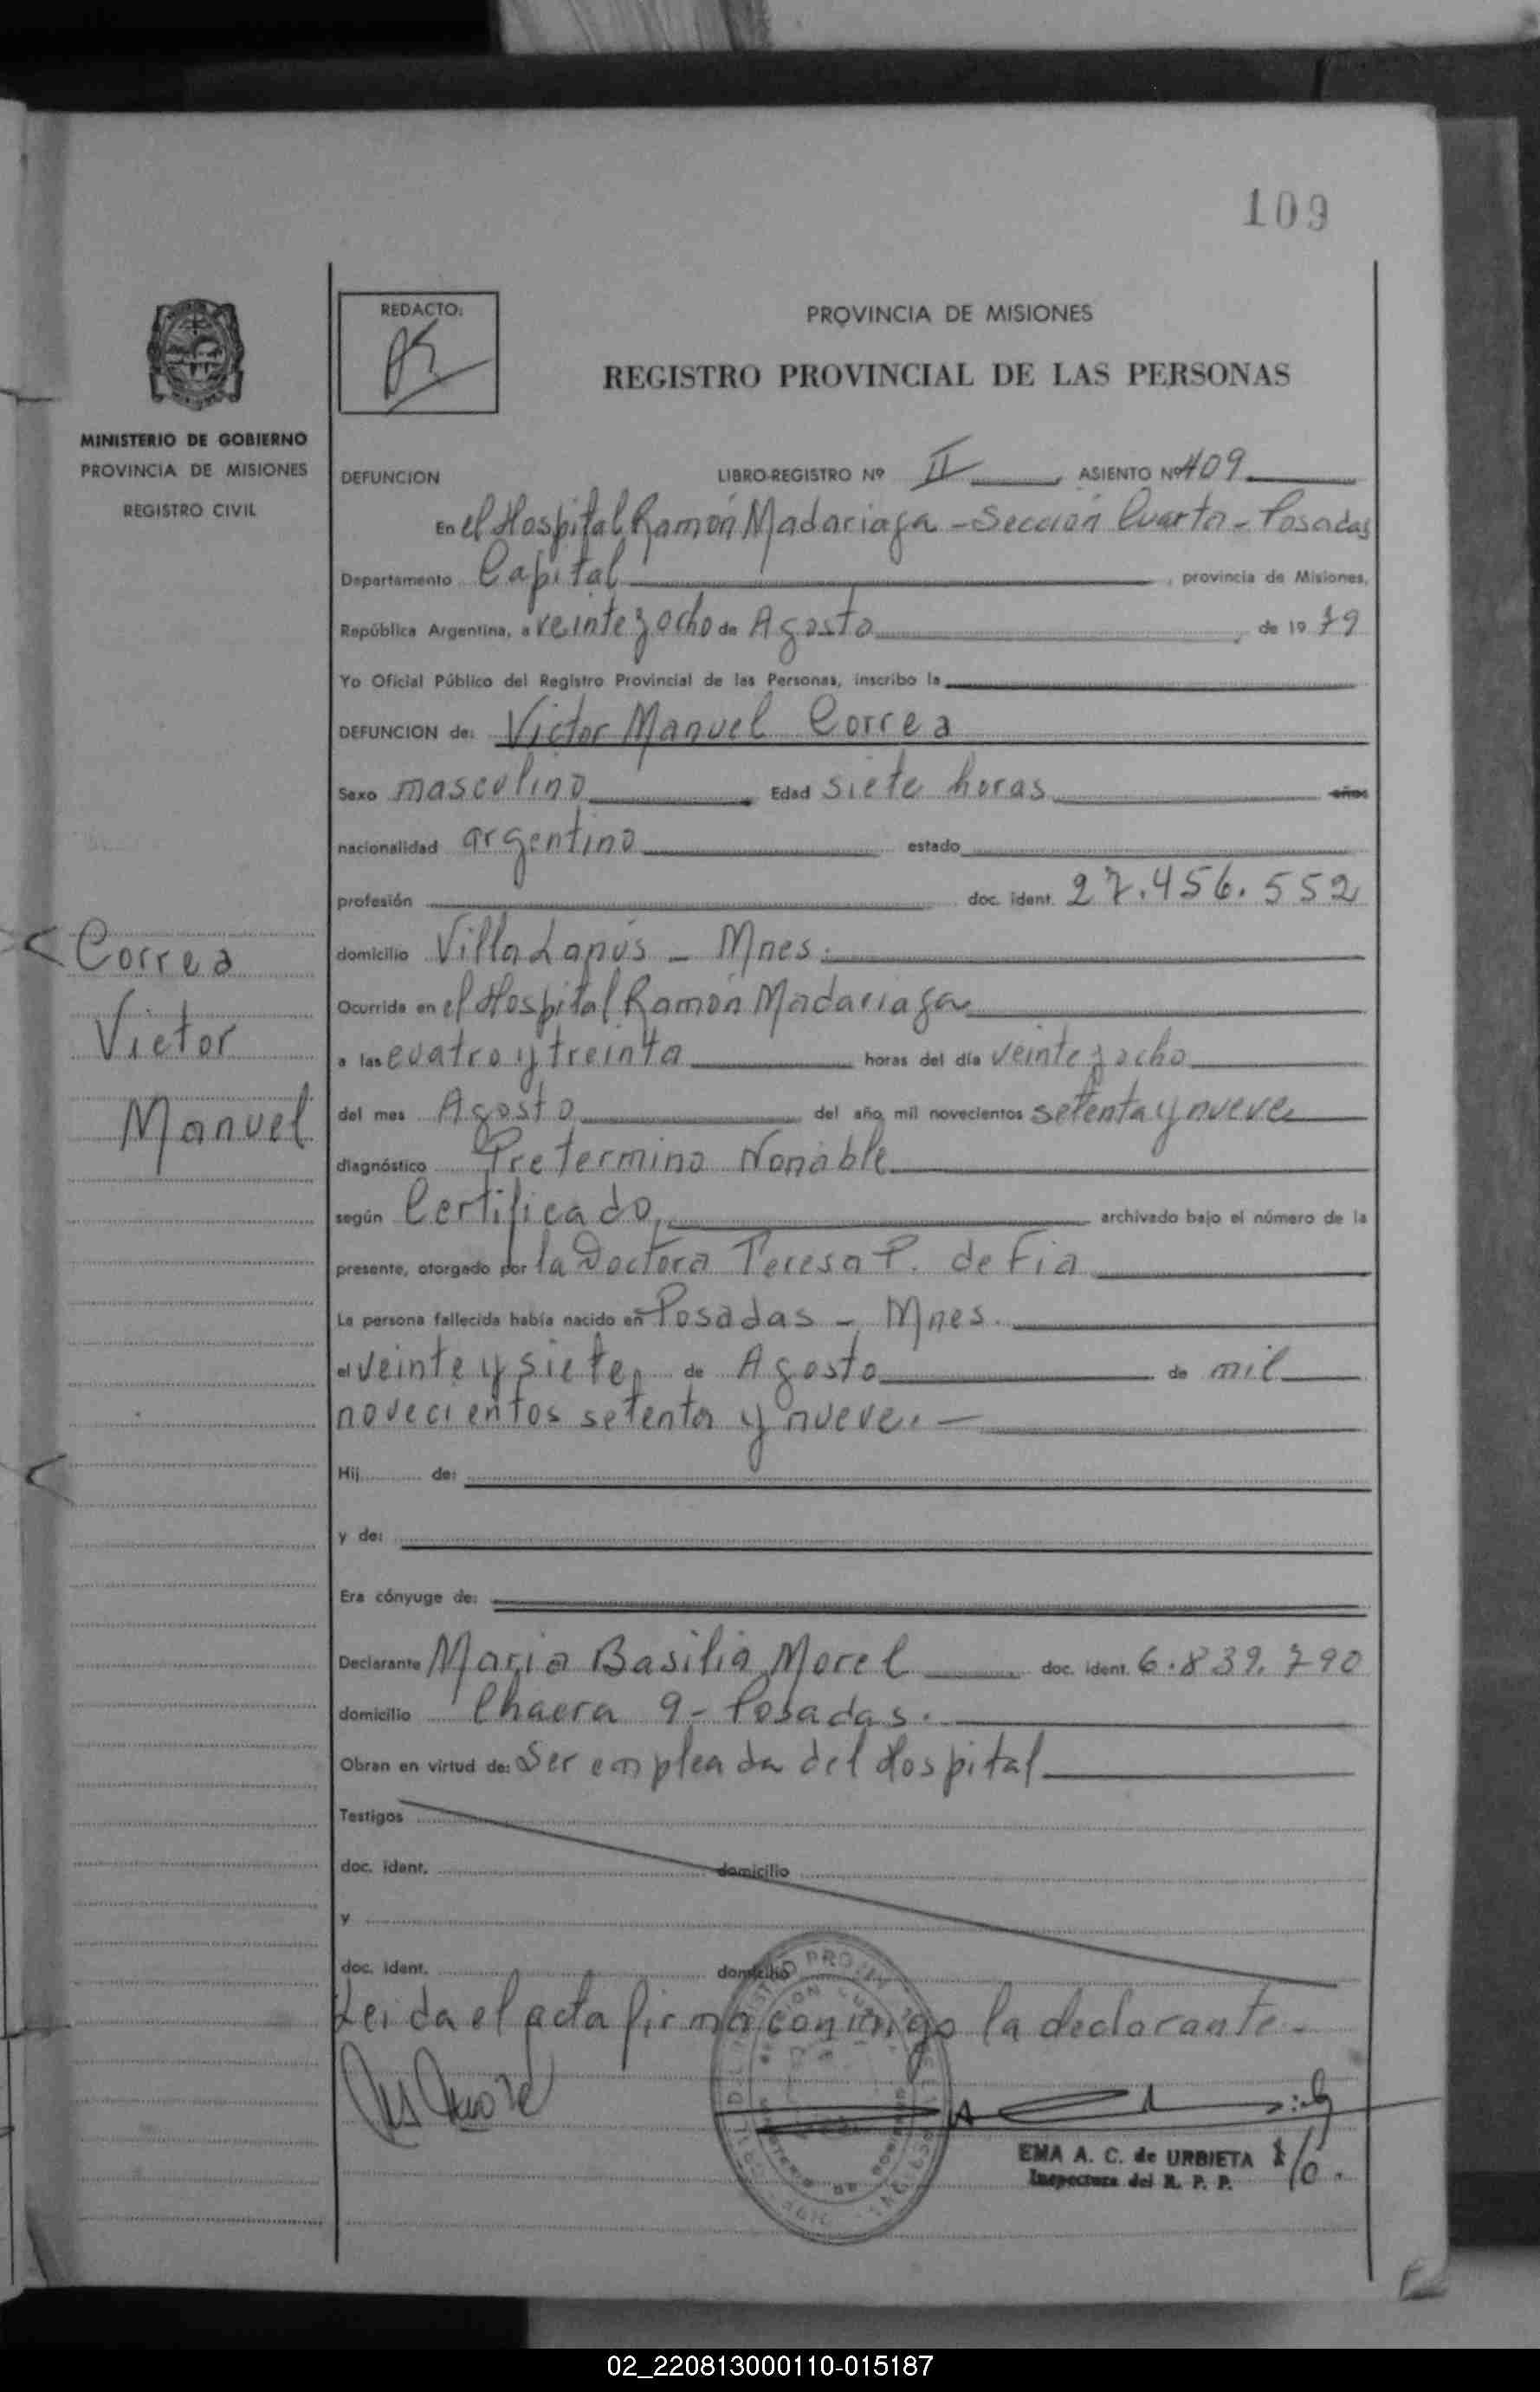 109
REDACTO:
PROVINCIA DE MISIONES
REGISTRO PROVINCIAL DE LAS PERSONAS
MINISTERIO DE GOBIERNO
PROVINCIA DE MISIONES
REGISTRO CIVIL
DEFUNCION LIBRO-REGISTRO Nº II ASIENTO Nº 409
En el Hospital Ramón Madariaga - Sección Cuarta - Posadas
Departamento Capital, provincia de Misiones,
República Argentina, a veinte y ocho de Agosto, de 1979
Yo Oficial Público del Registro Provincial de las Personas, inscribo la
DEFUNCION de: Victor Manuel Correa
Sexo masculino Edad siete horas años
nacionalidad argentino estado
profesión doc. ident. 27.456.552
Correa
Victor
Manuel
domicilio Villa Lanús - Mnes.
Ocurrida en el Hospital Ramón Madariaga
a las cuatro y treinta horas del día veinte y ocho
del mes Agosto del año mil novecientos setenta y nueve
diagnóstico Pretermino Nonáble
según Certificado, archivado bajo el número de la
presente, otorgado por la Doctora Teresa P. de Fia
La persona fallecida había nacido en Posadas - Mnes.
el veinte y siete de Agosto de mil
novecientos setenta y nueve. -
Hij de:
y de:
Era cónyuge de:
Declarante Maria Basilia Morel doc. ident. 6.839.790
domicilio Chacra 9 - Posadas.
Obran en virtud de: Ser empleada del Hospital
Testigos
doc. ident. domicilio
y
doc. ident. domicilio
Leida el acta firma conmigo la declarante -
EMA A. C. de URBIETA
Inspectora del R. P. P.
02_220813000110-015187